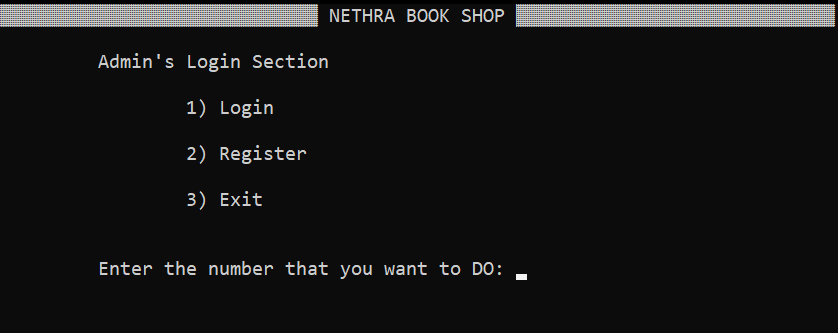 NETHRA BOOK SHOP
Admin's Login Section
1) Login
2) Register
3) Exit
Enter the number that you want to DO: